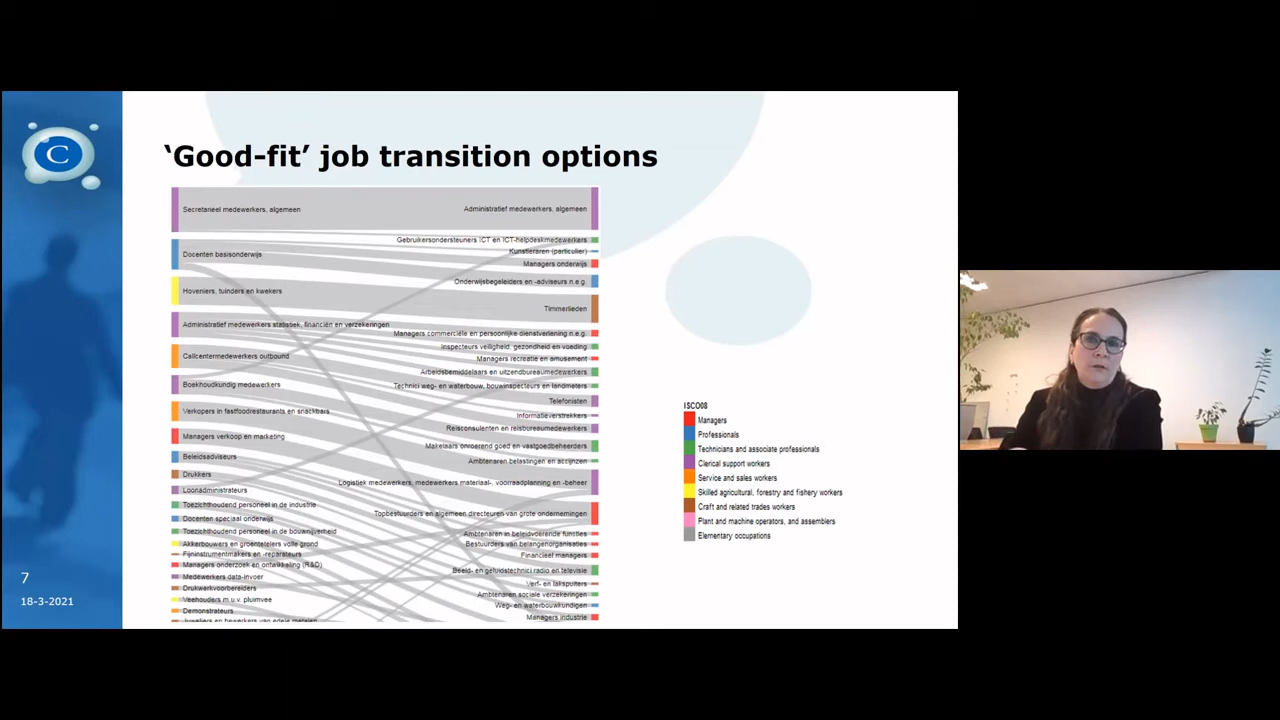 C
‘Good-fit’ job transition options
Secretarieel medewerkers, algemeen
Docenten basisonderwijs
Hoveniers, tuinders en kwekers
Administratief medewerkers statistiek, financiën en verzekeringen
Callcentermedewerkers outbound
Boekhoudkundig medewerkers
Verkopers in fastfoodrestaurants en snackbars
Managers verkoop en marketing
Beleidsadviseurs
Drukkers
Loonadministrateurs
Toezichthoudend personeel in de industrie
Docenten speciaal onderwijs
Toezichthoudend personeel in de bouwnijverheid
Akkerbouwers en groentetelers volle grond
Fijninstrumentmakers en -reparateurs
Managers onderzoek en ontwikkeling (R&D)
Medewerkers data-invoer
Drukwerkvoorbereiders
Veehouders m.u.v. pluimvee
Demonstrateurs
Juweliers en bewerkers van edele metalen
Administratief medewerkers, algemeen
Gebruikersondersteuners ICT en ICT-helpdeskmedewerkers
Kunstleraren (particulier)
Managers onderwijs
Onderwijsbegeleiders en -adviseurs n.e.g.
Timmerlieden
Managers commerciële en persoonlijke dienstverlening n.e.g.
Inspecteurs veiligheid, gezondheid en voeding
Managers recreatie en amusement
Arbeidsbemiddelaars en uitzendbureaumedewerkers
Technici weg- en waterbouw, bouwinspecteurs en landmeters
Telefonisten
Informatieverstrekkers
Reisconsulenten en reisbureaumedewerkers
Makelaars onroerend goed en vastgoedbeheerders
Ambtenaren belastingen en accijnzen
Logistiek medewerkers, medewerkers materiaal-, voorraadplanning en -beheer
Topbestuurders en algemeen directeuren van grote ondernemingen
Ambtenaren in beleidvoerende functies
Bestuurders van belangenorganisaties
Financieel managers
Beeld- en geluidstechnici radio en televisie
Verf- en lakspuiters
Ambtenaren sociale verzekeringen
Weg- en waterbouwkundigen
Managers industrie
ISCO08
Managers
Professionals
Technicians and associate professionals
Clerical support workers
Service and sales workers
Skilled agricultural, forestry and fishery workers
Craft and related trades workers
Plant and machine operators, and assemblers
Elementary occupations
7
18-3-2021